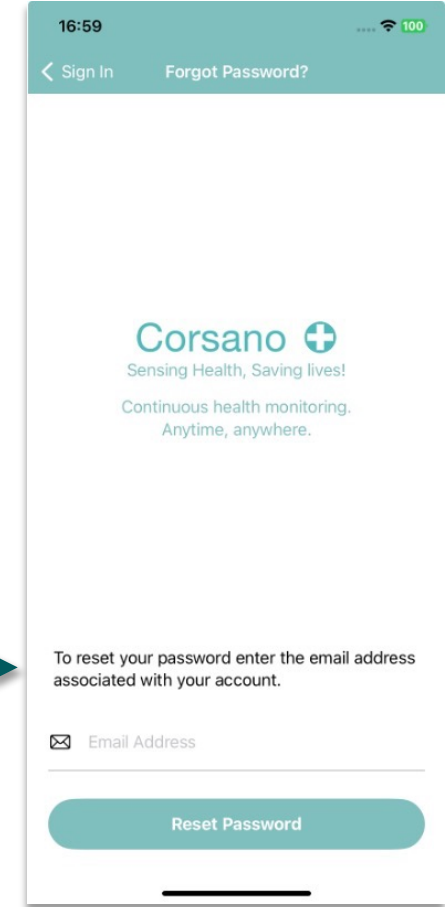 16:59
100
Sign In
Forgot Password?
Corsano
Sensing Health, Saving lives!
Continuous health monitoring.
Anytime, anywhere.
To reset your password enter the email address
associated with your account.
Email Address
Reset Password